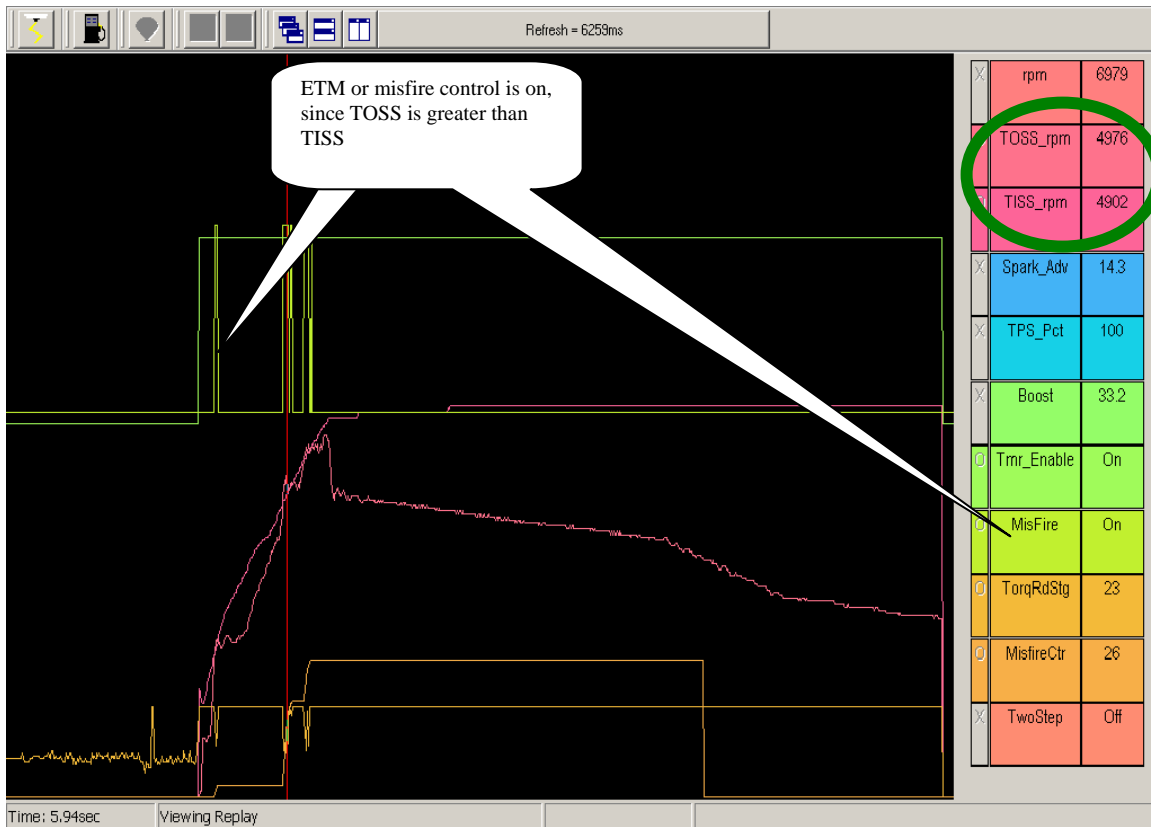 Refresh = 6259ms
ETM or misfire control is on,
since TOSS is greater than
TISS
X rpm 6979
TOSS_rpm 4976
TISS_rpm 4902
X Spark_Adv 14.3
X TPS_Pct 100
X Boost 33.2
O Tmr_Enable On
O MisFire On
O TorqRdStg 23
O MisfireCtr 26
X TwoStep Off
Time: 5.94sec Viewing Replay